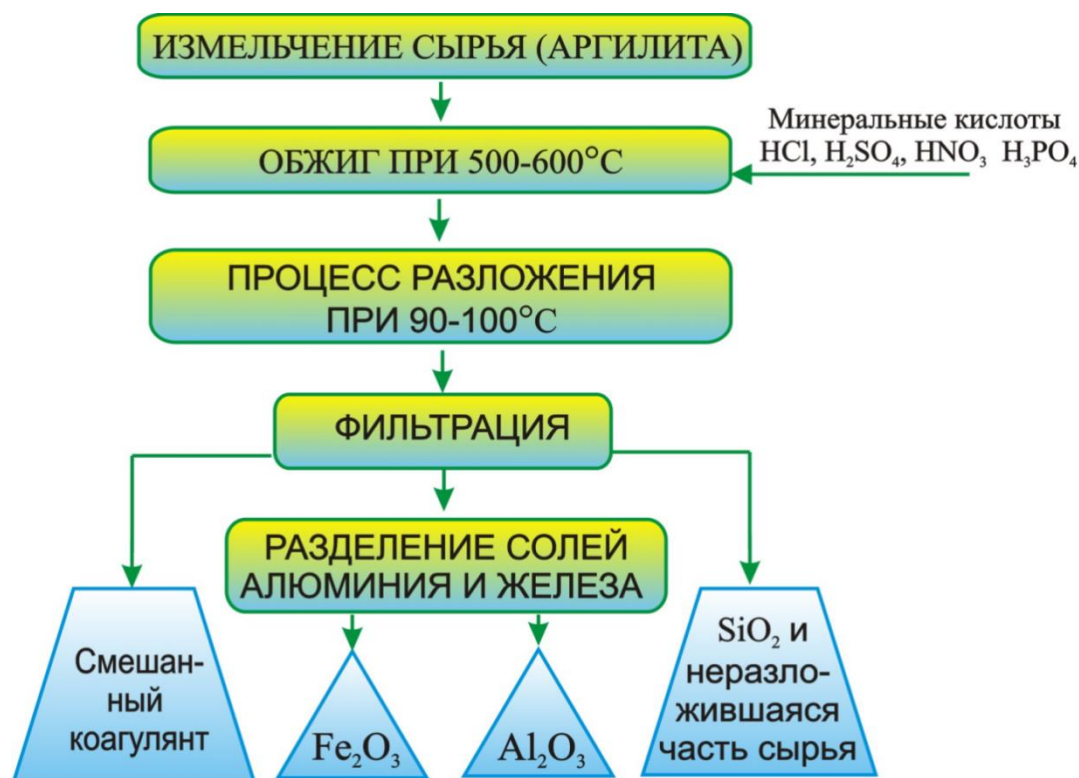 ИЗМЕЛЬЧЕНИЕ СЫРЬЯ (АРГИЛИТА)
Минеральные кислоты
HCl, H₂SO₄, HNO₃ H₃PO₄
ОБЖИГ ПРИ 500-600°С
ПРОЦЕСС РАЗЛОЖЕНИЯ
ПРИ 90-100°С
ФИЛЬТРАЦИЯ
РАЗДЕЛЕНИЕ СОЛЕЙ
АЛЮМИНИЯ И ЖЕЛЕЗА
Смешан-
ный
коагулянт
Fe₂O₃
Al₂O₃
SiO₂ и
неразло-
жившаяся
часть сырья